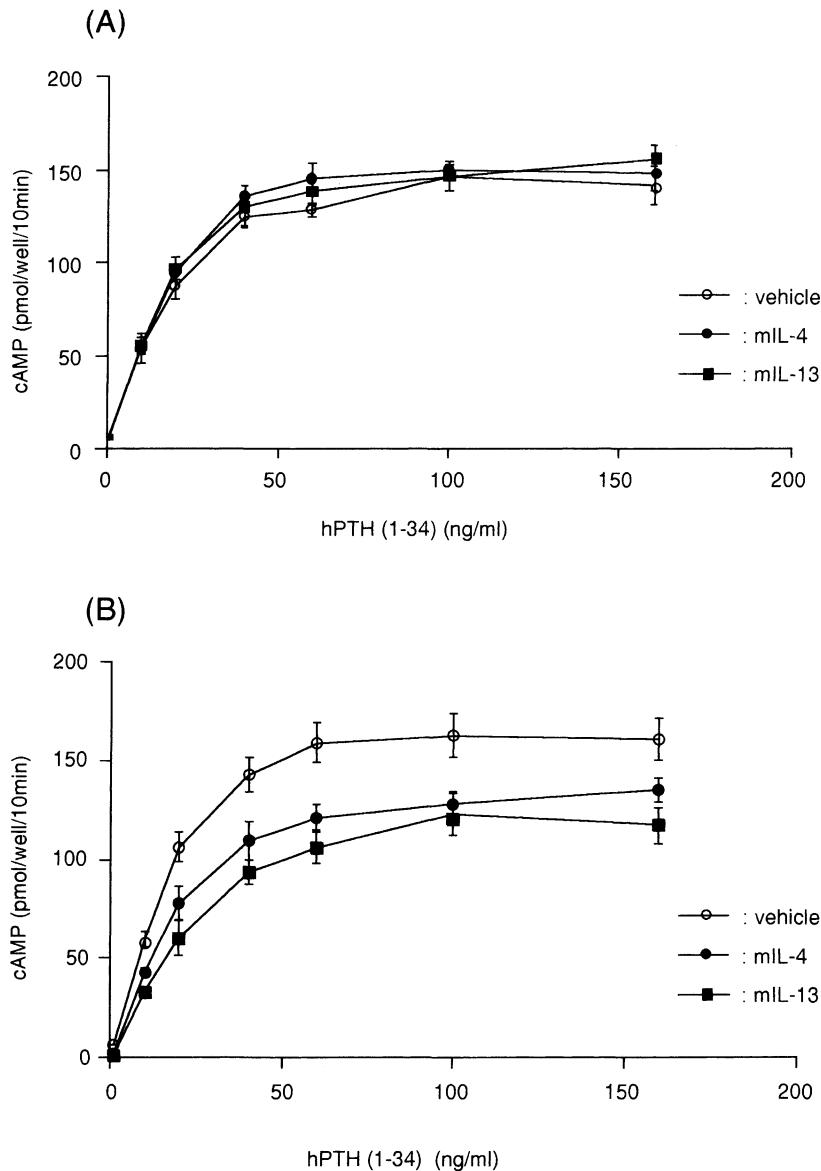 (A)
200
150
100
50
0
cAMP (pmol/well/10min)
0 50 100 150 200
hPTH (1-34) (ng/ml)
: vehicle
: mIL-4
: mIL-13
(B)
200
150
100
50
0
cAMP (pmol/well/10min)
0 50 100 150 200
hPTH (1-34) (ng/ml)
: vehicle
: mIL-4
: mIL-13